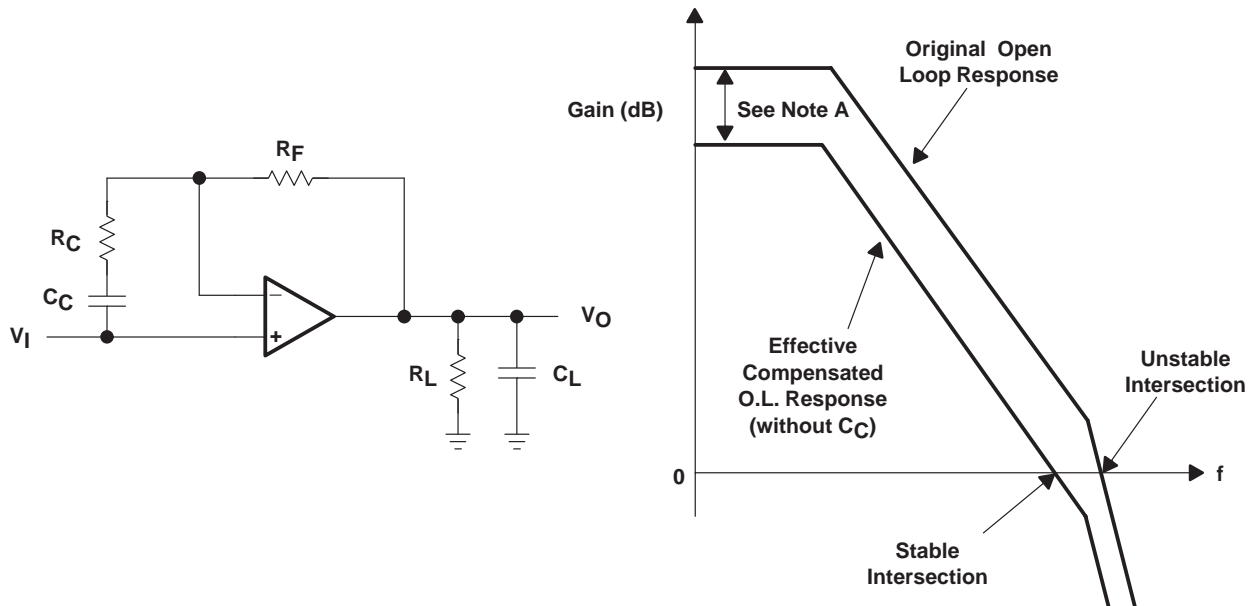 RF
RC
CC
VI
−
+
VO
RL
CL
Gain (dB)
See Note A
Original Open
Loop Response
Effective
Compensated
O.L. Response
(without CC)
Unstable
Intersection
0
f
Stable
Intersection